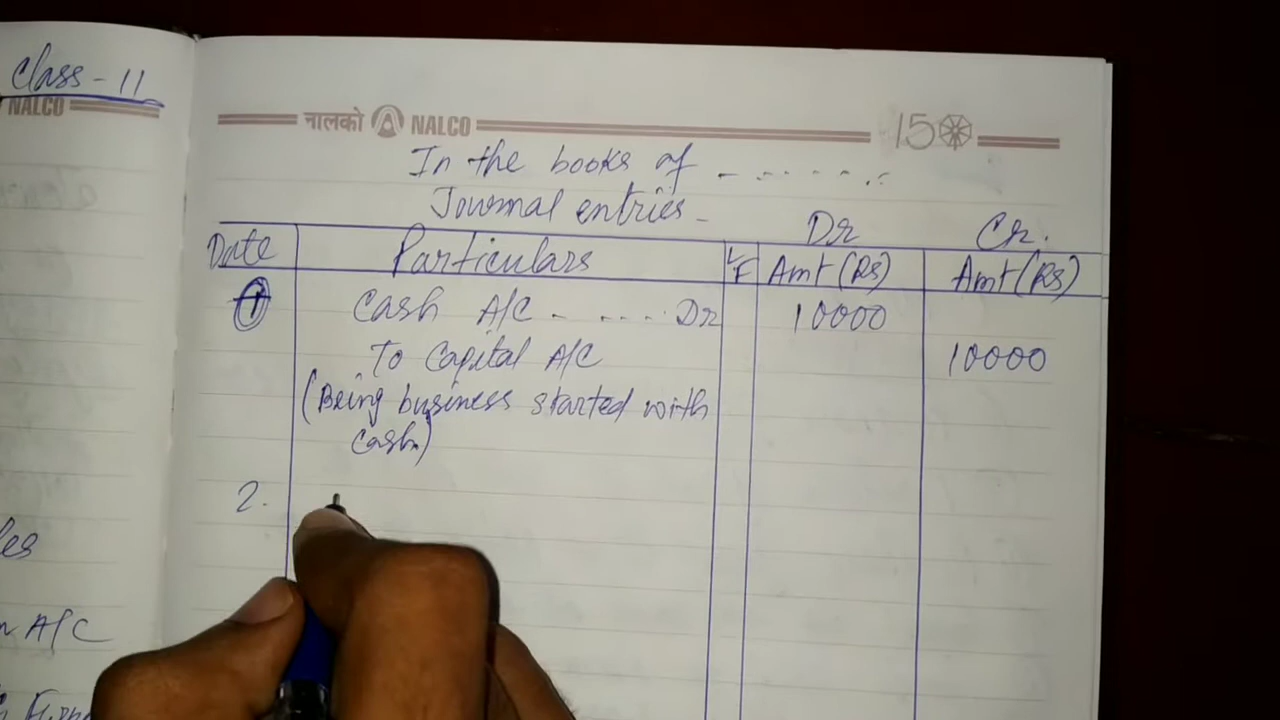 Class - 11
NALCO
नालको NALCO 150
In the books of - - - - - - -
Journal entries -
Dr Cr.
Date Particulars LF Amt (Rs) Amt (Rs)
1 Cash A/C - - - - - Dr 10000
To Capital A/C 10000
(Being business started with
cash)
2.
A/C